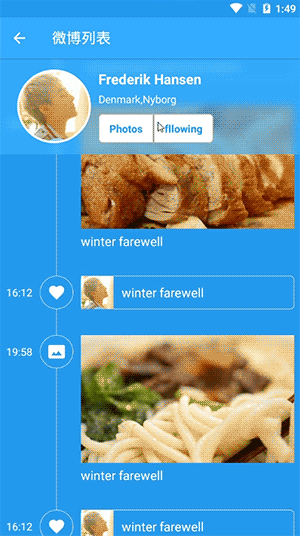 1:49
微博列表
Frederik Hansen
Denmark,Nyborg
Photos
fllowing
winter farewell
16:12
winter farewell
19:58
winter farewell
16:12
winter farewell